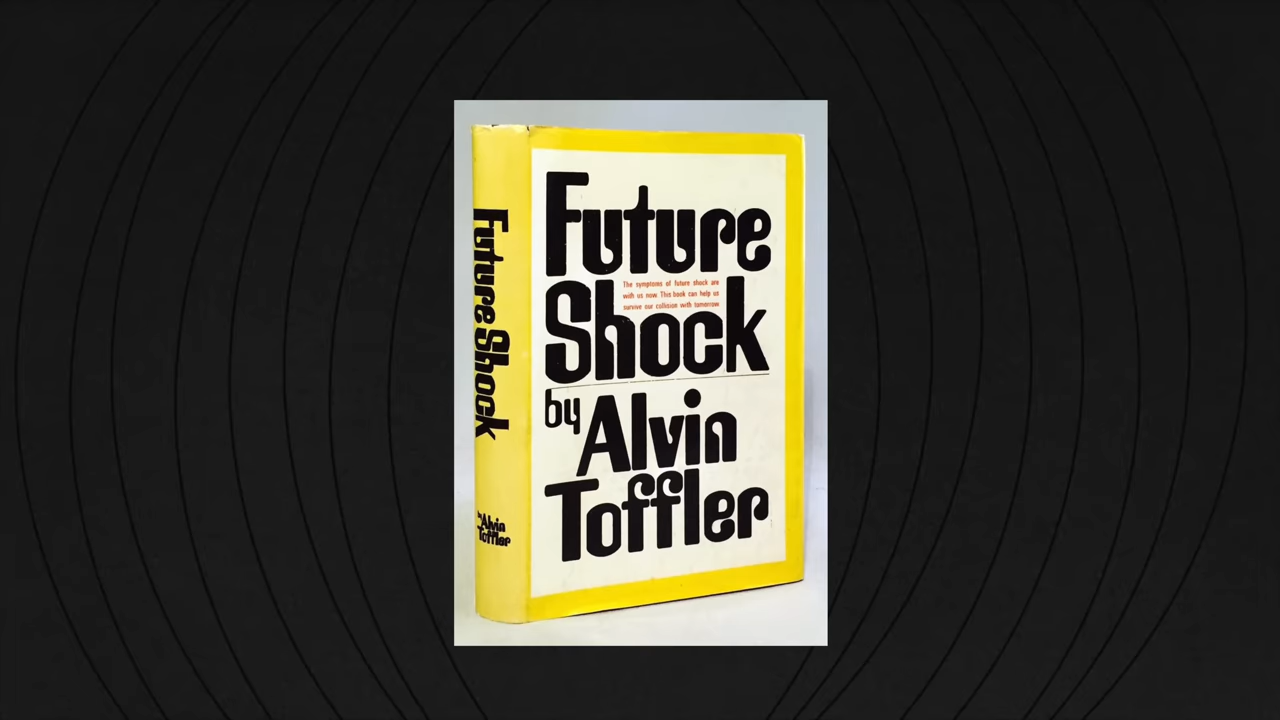 Future
Shock
The symptoms of future shock are
with us now. This book can help us
survive our collision with tomorrow
by Alvin
Toffler
Future Shock
by Alvin
Toffler